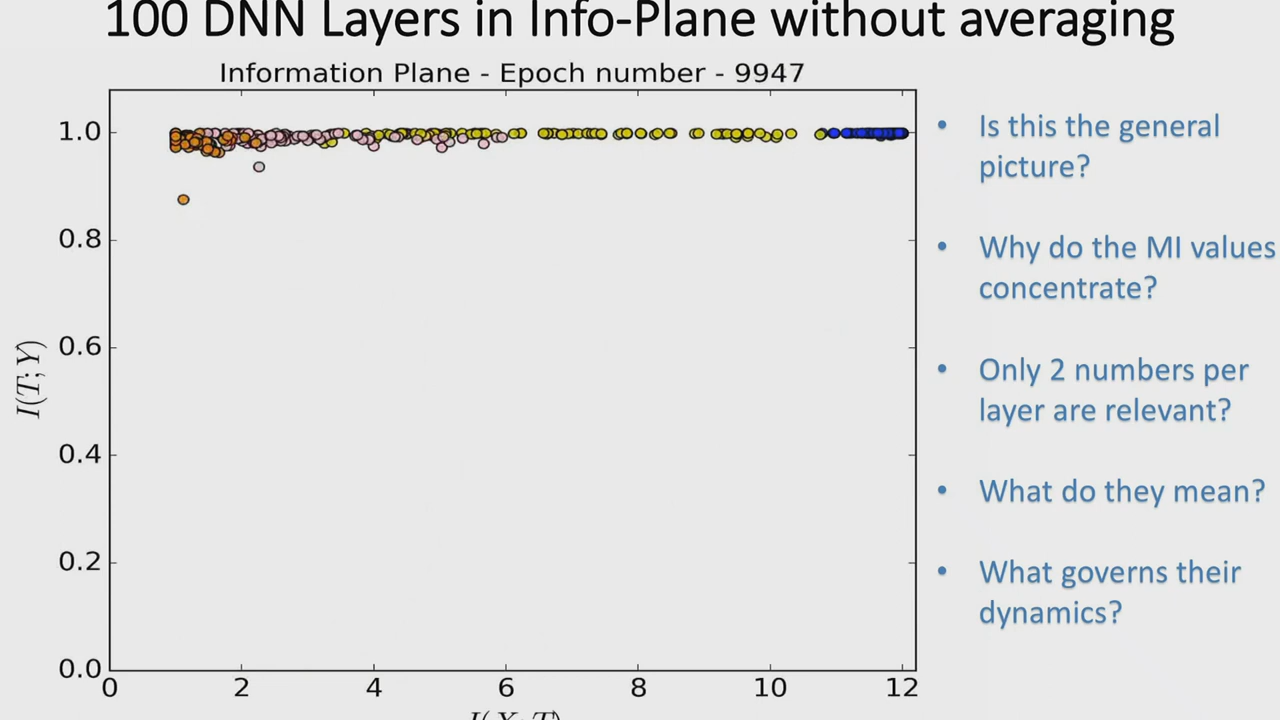 100 DNN Layers in Info-Plane without averaging
Information Plane - Epoch number - 9947
1.0
0.8
0.6
0.4
0.2
0.0
I(T; Y)
0 2 4 6 8 10 12
I(X; T)
• Is this the general
picture?
• Why do the MI values
concentrate?
• Only 2 numbers per
layer are relevant?
• What do they mean?
• What governs their
dynamics?